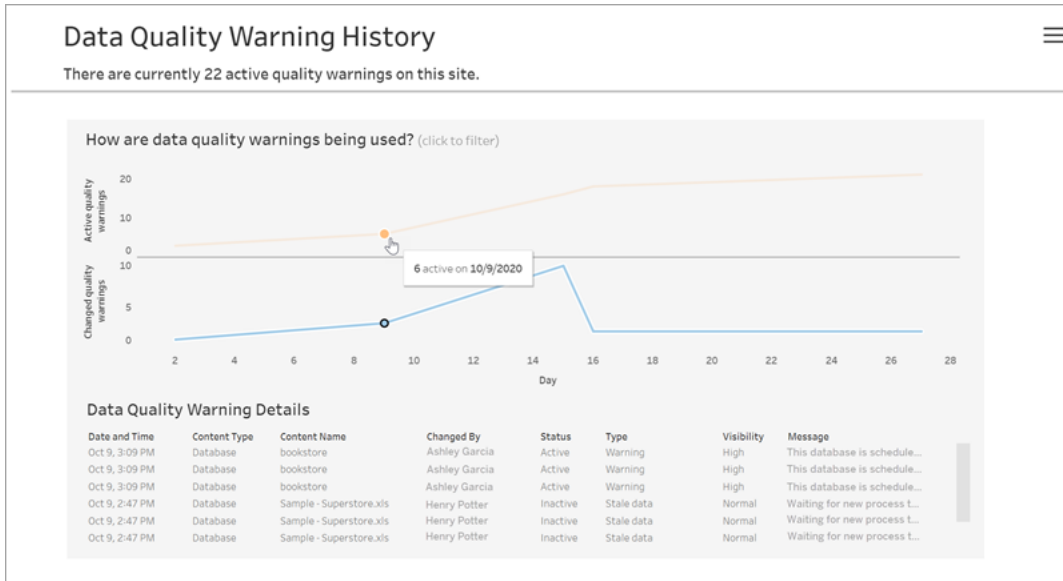 Data Quality Warning History
There are currently 22 active quality warnings on this site.
How are data quality warnings being used? (click to filter)
Active quality
warnings
20
10
0
6 active on 10/9/2020
Changed quality
warnings
10
5
0
2 4 6 8 10 12 14 16 18 20 22 24 26 28
Day
Data Quality Warning Details
Date and Time Content Type Content Name Changed By Status Type Visibility Message
Oct 9, 3:09 PM Database bookstore Ashley Garcia Active Warning High This database is schedule...
Oct 9, 3:09 PM Database bookstore Ashley Garcia Active Warning High This database is schedule...
Oct 9, 3:09 PM Database bookstore Ashley Garcia Active Warning High This database is schedule...
Oct 9, 2:47 PM Database Sample - Superstore.xls Henry Potter Inactive Stale data Normal Waiting for new process t...
Oct 9, 2:47 PM Database Sample - Superstore.xls Henry Potter Inactive Stale data Normal Waiting for new process t...
Oct 9, 2:47 PM Database Sample - Superstore.xls Henry Potter Inactive Stale data Normal Waiting for new process t...